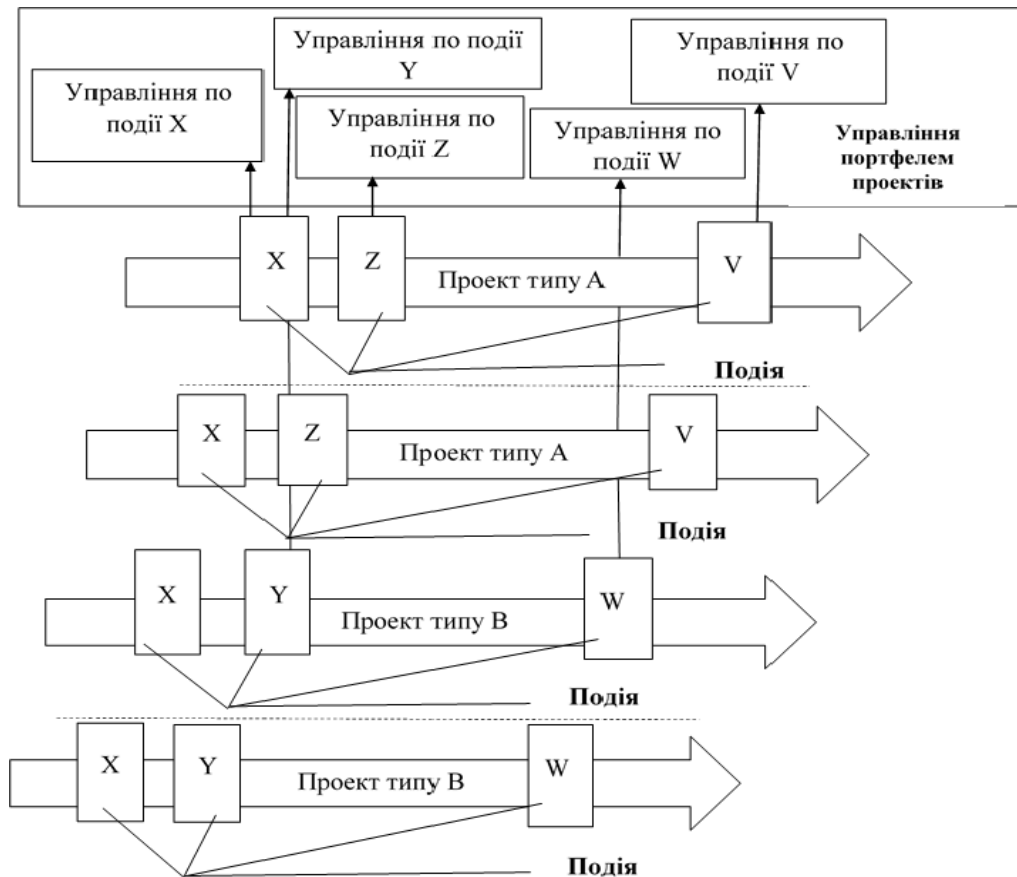 Управління по події
Y
Управління по
події V
Управління по
події X
Управління по
події Z
Управління по
події W
Управління
портфелем
проектів
X
Z
Проект типу А
V
Подія
X
Z
Проект типу А
V
Подія
X
Y
Проект типу В
W
Подія
X
Y
Проект типу В
W
Подія